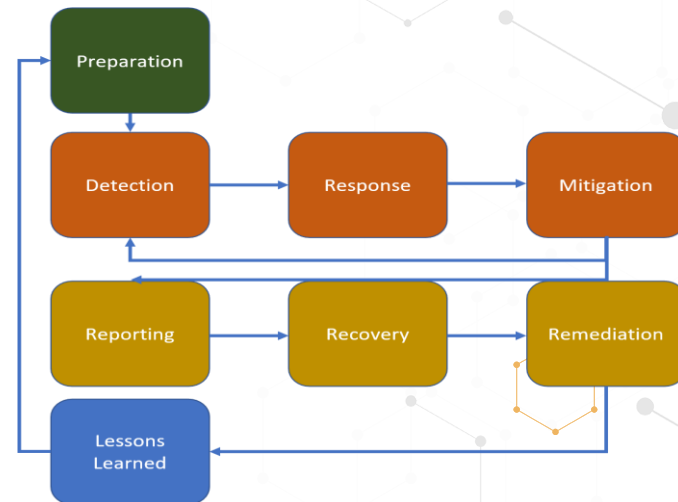 Preparation
Detection
Response
Mitigation
Reporting
Recovery
Remediation
Lessons
Learned